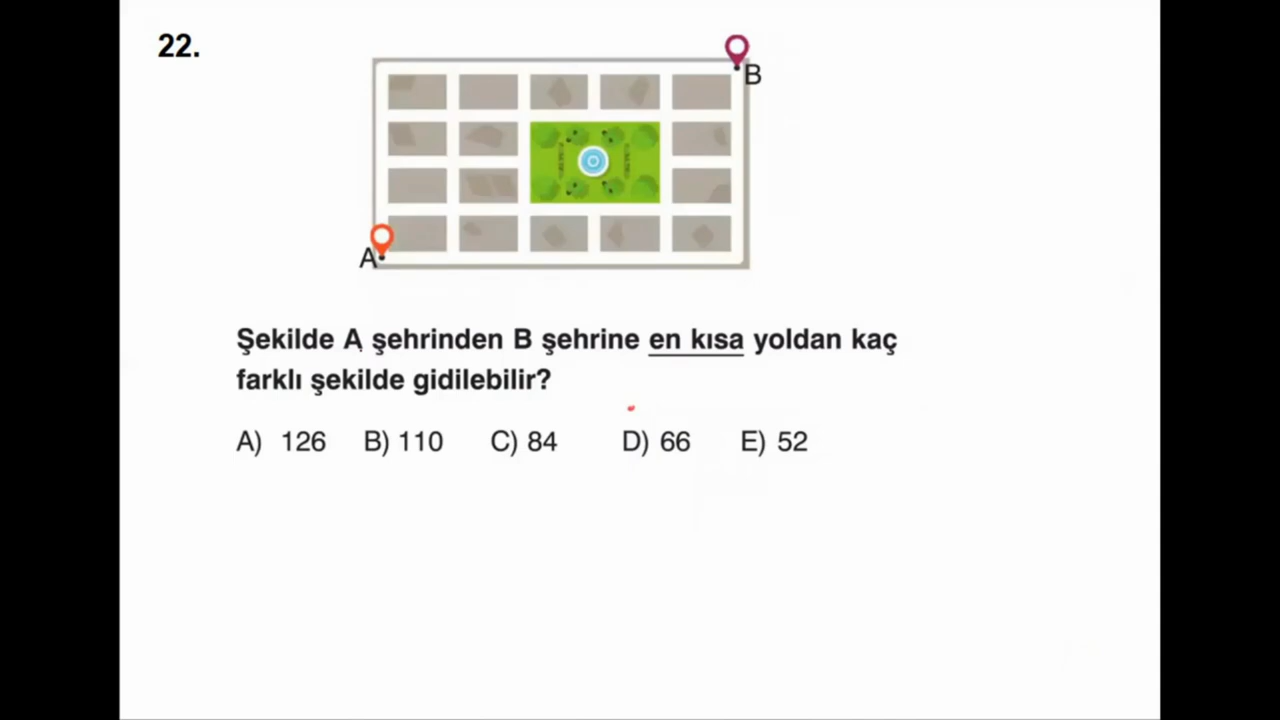 22.
B
A
Şekilde A şehrinden B şehrine en kısa yoldan kaç
farklı şekilde gidilebilir?
A) 126 B) 110 C) 84 D) 66 E) 52